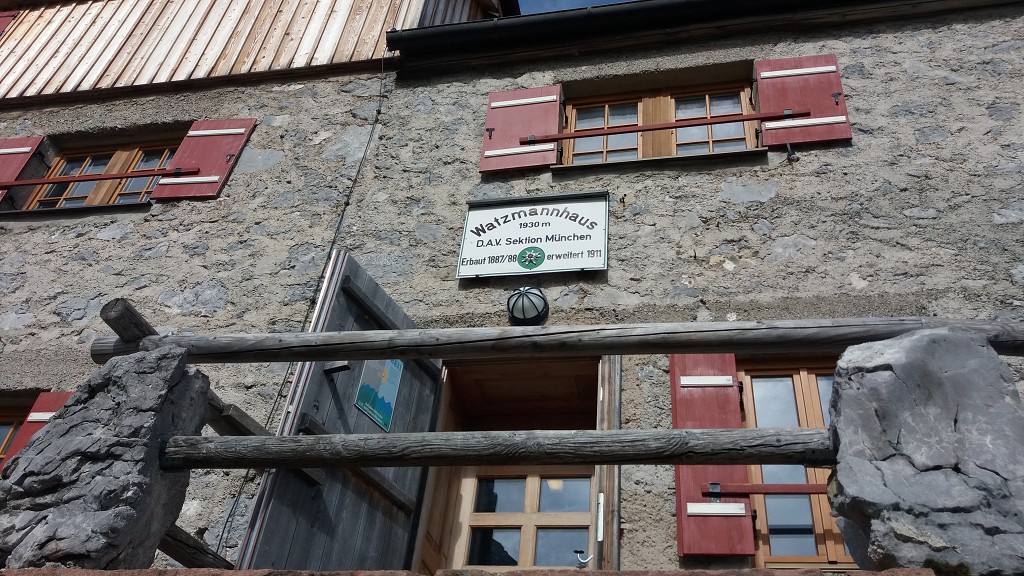 Watzmannhaus
1930 m
D.A.V. Sektion München
Erbaut 1887/88 erweitert 1911